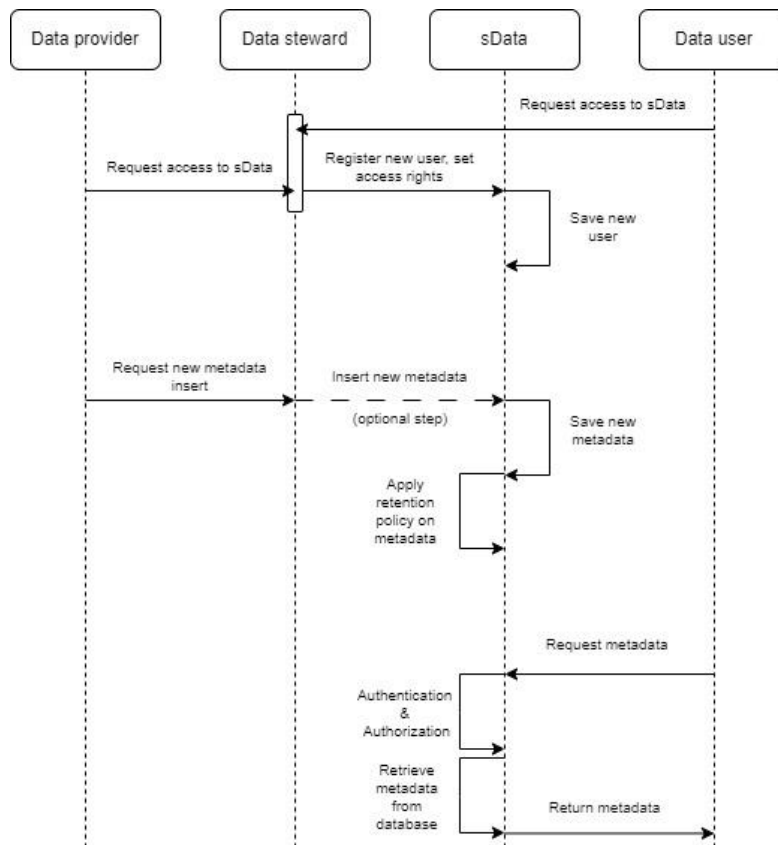 Data provider
Data steward
sData
Data user
Request access to sData
Request access to sData
Register new user, set
access rights
Save new
user
Request new metadata
insert
Insert new metadata
(optional step)
Save new
metadata
Apply
retention
policy on
metadata
Request metadata
Authentication
&
Authorization
Retrieve
metadata
from
database
Return metadata